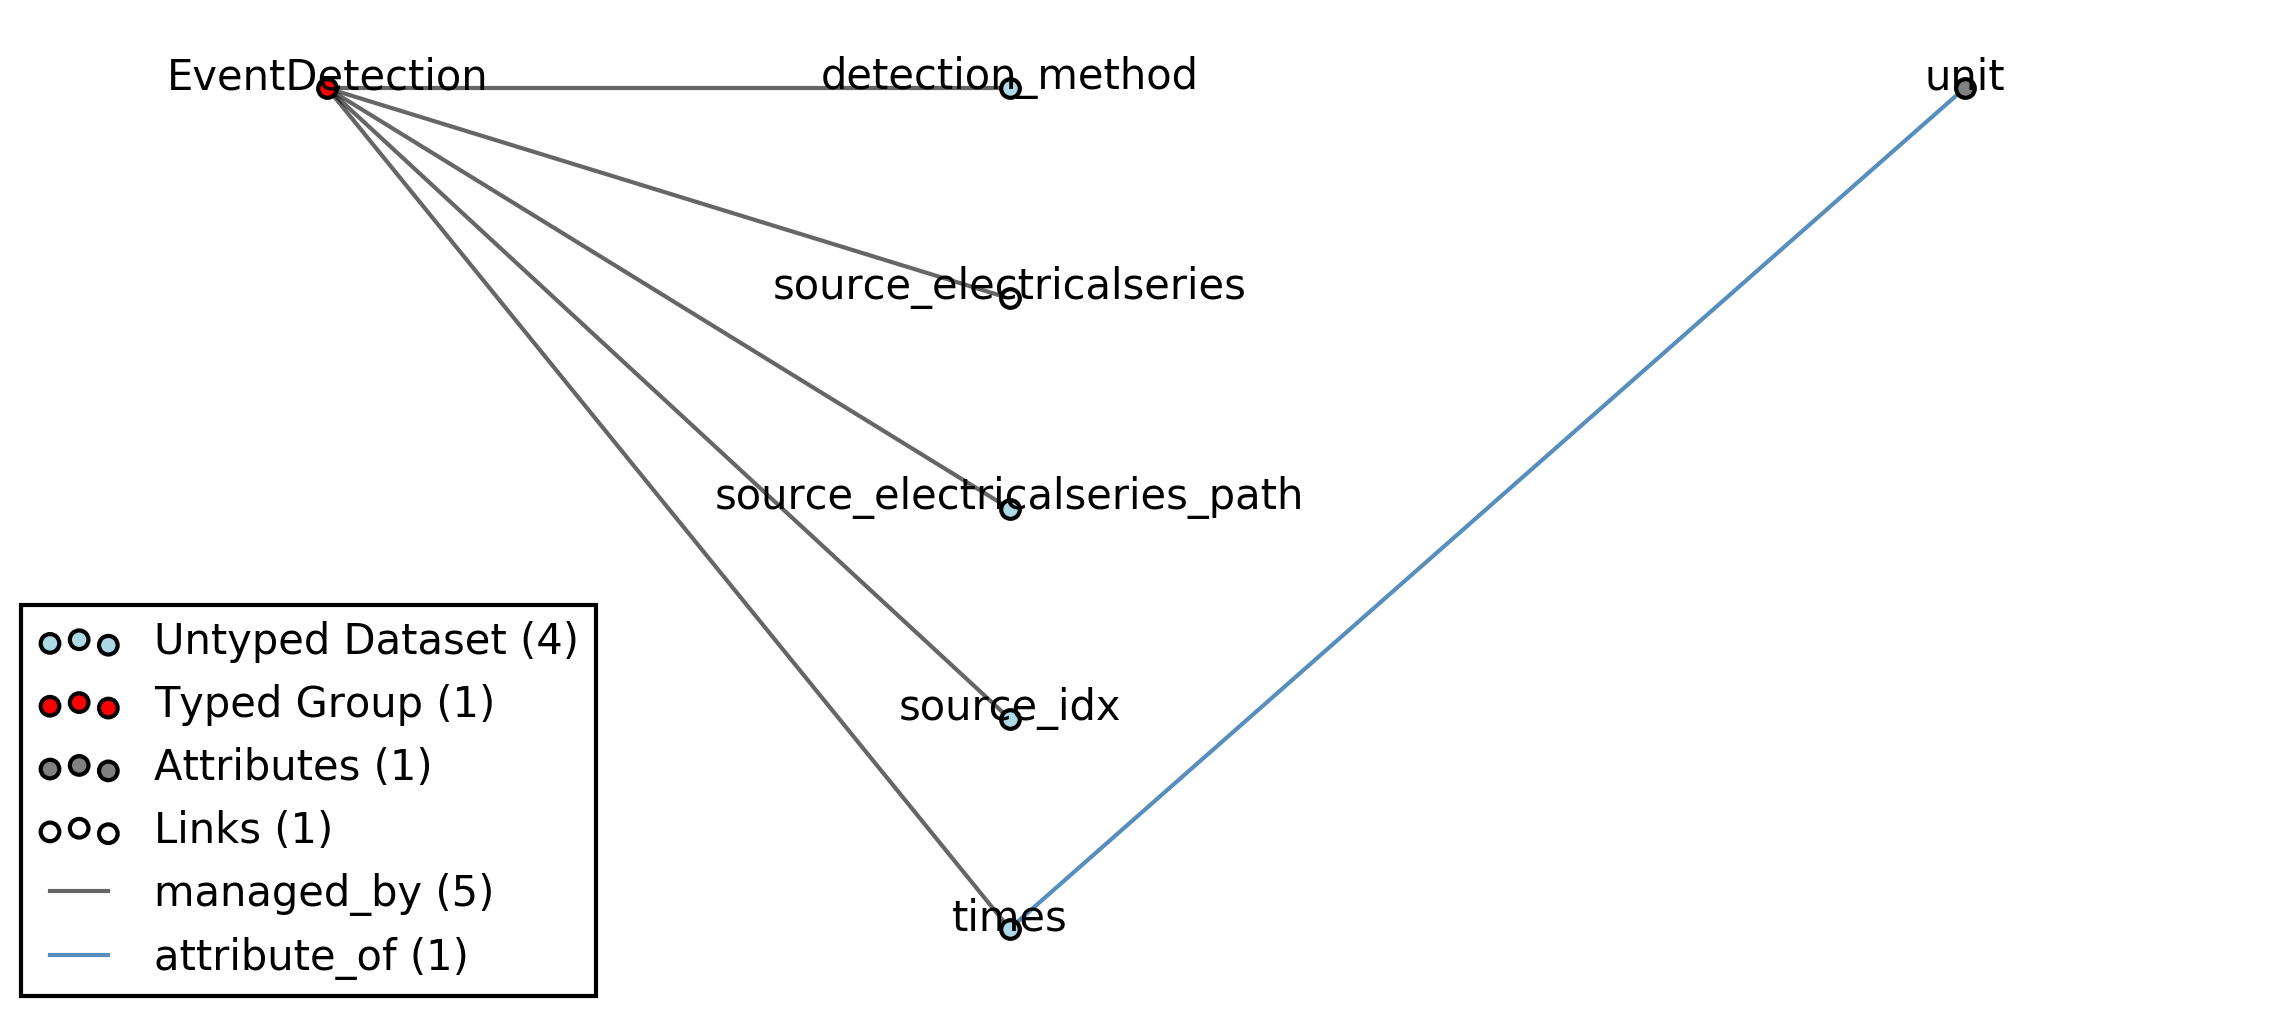 EventDetection
detection_method
unit
source_electricalseries
source_electricalseries_path
source_idx
times
Untyped Dataset (4)
Typed Group (1)
Attributes (1)
Links (1)
managed_by (5)
attribute_of (1)